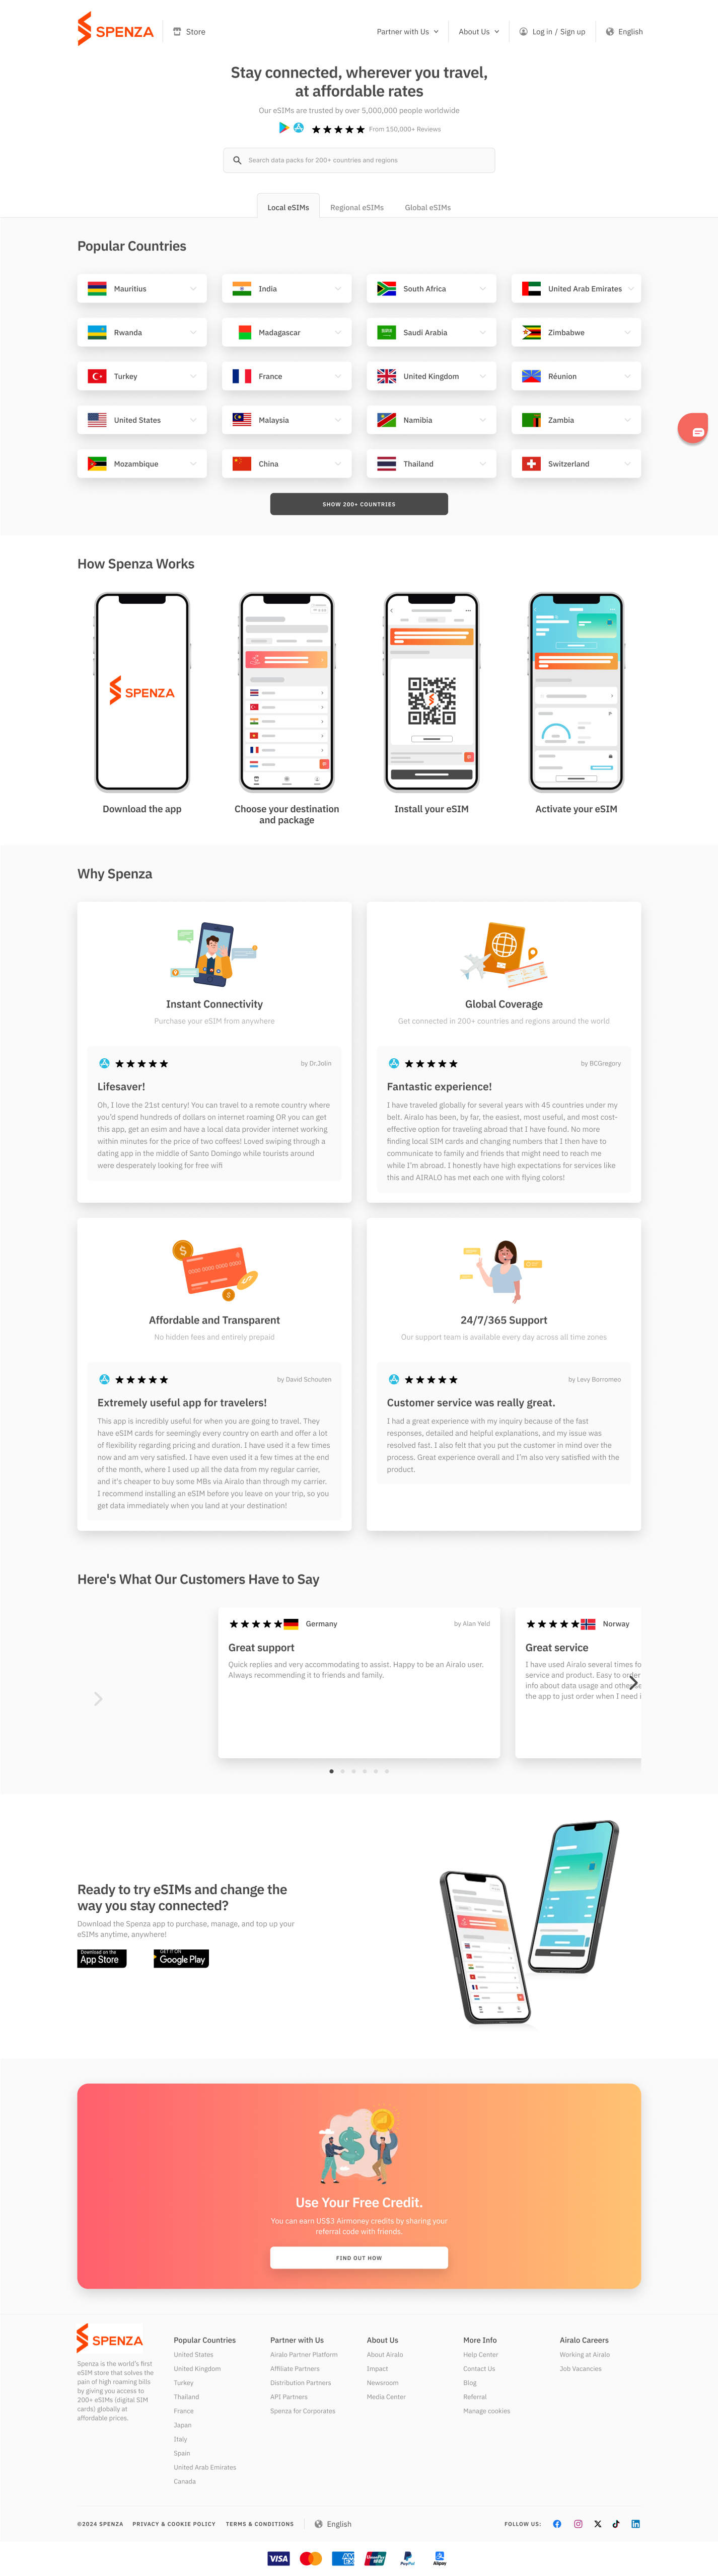 SPENZA
Store
Partner with Us
About Us
Log in / Sign up
English
Stay connected, wherever you travel,
at affordable rates
Our eSIMs are trusted by over 5,000,000 people worldwide
From 150,000+ Reviews
Search data packs for 200+ countries and regions
Local eSIMs
Regional eSIMs
Global eSIMs
Popular Countries
Mauritius
India
South Africa
United Arab Emirates
Rwanda
Madagascar
Saudi Arabia
Zimbabwe
Turkey
France
United Kingdom
Réunion
United States
Malaysia
Namibia
Zambia
Mozambique
China
Thailand
Switzerland
SHOW 200+ COUNTRIES
How Spenza Works
SPENZA
Download the app
Choose your destination
and package
Install your eSIM
Activate your eSIM
Why Spenza
Instant Connectivity
Purchase your eSIM from anywhere
by Dr.Jolin
Lifesaver!
Oh, I love the 21st century! You can travel to a remote country where
you'd spend hundreds of dollars on internet roaming OR you can get
this app, get an esim and have a local data provider internet working
within minutes for the price of two coffees! Loved swiping through a
dating app in the middle of Santo Domingo while tourists around
were desperately looking for free wifi
Global Coverage
Get connected in 200+ countries and regions around the world
by BCGregory
Fantastic experience!
I have traveled globally for several years with 45 countries under my
belt. Airalo has been, by far, the easiest, most useful, and most cost-
effective option for traveling abroad that I have found. No more
finding local SIM cards and changing numbers that I then have to
communicate to family and friends that might need to reach me
while I'm abroad. I honestly have high expectations for services like
this and AIRALO has met each one with flying colors!
0000 0000 0000 0000
Affordable and Transparent
No hidden fees and entirely prepaid
by David Schouten
Extremely useful app for travelers!
This app is incredibly useful for when you are going to travel. They
have eSIM cards for seemingly every country on earth and offer a lot
of flexibility regarding pricing and duration. I have used it a few times
now and am very satisfied. I have even used it a few times at the end
of the month, where I used up all the data from my regular carrier,
and it's cheaper to buy some MBs via Airalo than through my carrier.
I recommend installing an eSIM before you leave on your trip, so you
get data immediately when you land at your destination!
24/7/365 Support
Our support team is available every day across all time zones
by Levy Borromeo
Customer service was really great.
I had a great experience with my inquiry because of the fast
responses, detailed and helpful explanations, and my issue was
resolved fast. I also felt that you put the customer in mind over the
process. Great experience overall and I'm also very satisfied with the
product.
Here's What Our Customers Have to Say
Germany
by Alan Yeld
Great support
Quick replies and very accommodating to assist. Happy to be an Airalo user.
Always recommending it to friends and family.
Norway
Great service
I have used Airalo several times fo
service and product. Easy to order
info about data usage and othe
the app to just order when I need i
Ready to try eSIMs and change the
way you stay connected?
Download the Spenza app to purchase, manage, and top up your
eSIMs anytime, anywhere!
Download on the
App Store
GET IT ON
Google Play
Use Your Free Credit.
You can earn US$3 Airmoney credits by sharing your
referral code with friends.
FIND OUT HOW
SPENZA
Spenza is the world's first
eSIM store that solves the
pain of high roaming bills
by giving you access to
200+ eSIMs (digital SIM
cards) globally at
affordable prices.
Popular Countries
United States
United Kingdom
Turkey
Thailand
France
Japan
Italy
Spain
United Arab Emirates
Canada
Partner with Us
Airalo Partner Platform
Affiliate Partners
Distribution Partners
API Partners
Spenza for Corporates
About Us
About Airalo
Impact
Newsroom
Media Center
More Info
Help Center
Contact Us
Blog
Referral
Manage cookies
Airalo Careers
Working at Airalo
Job Vacancies
©2024 SPENZA
PRIVACY & COOKIE POLICY
TERMS & CONDITIONS
English
FOLLOW US:
VISA
AM
EX
UnionPay
PayPal
Alipay